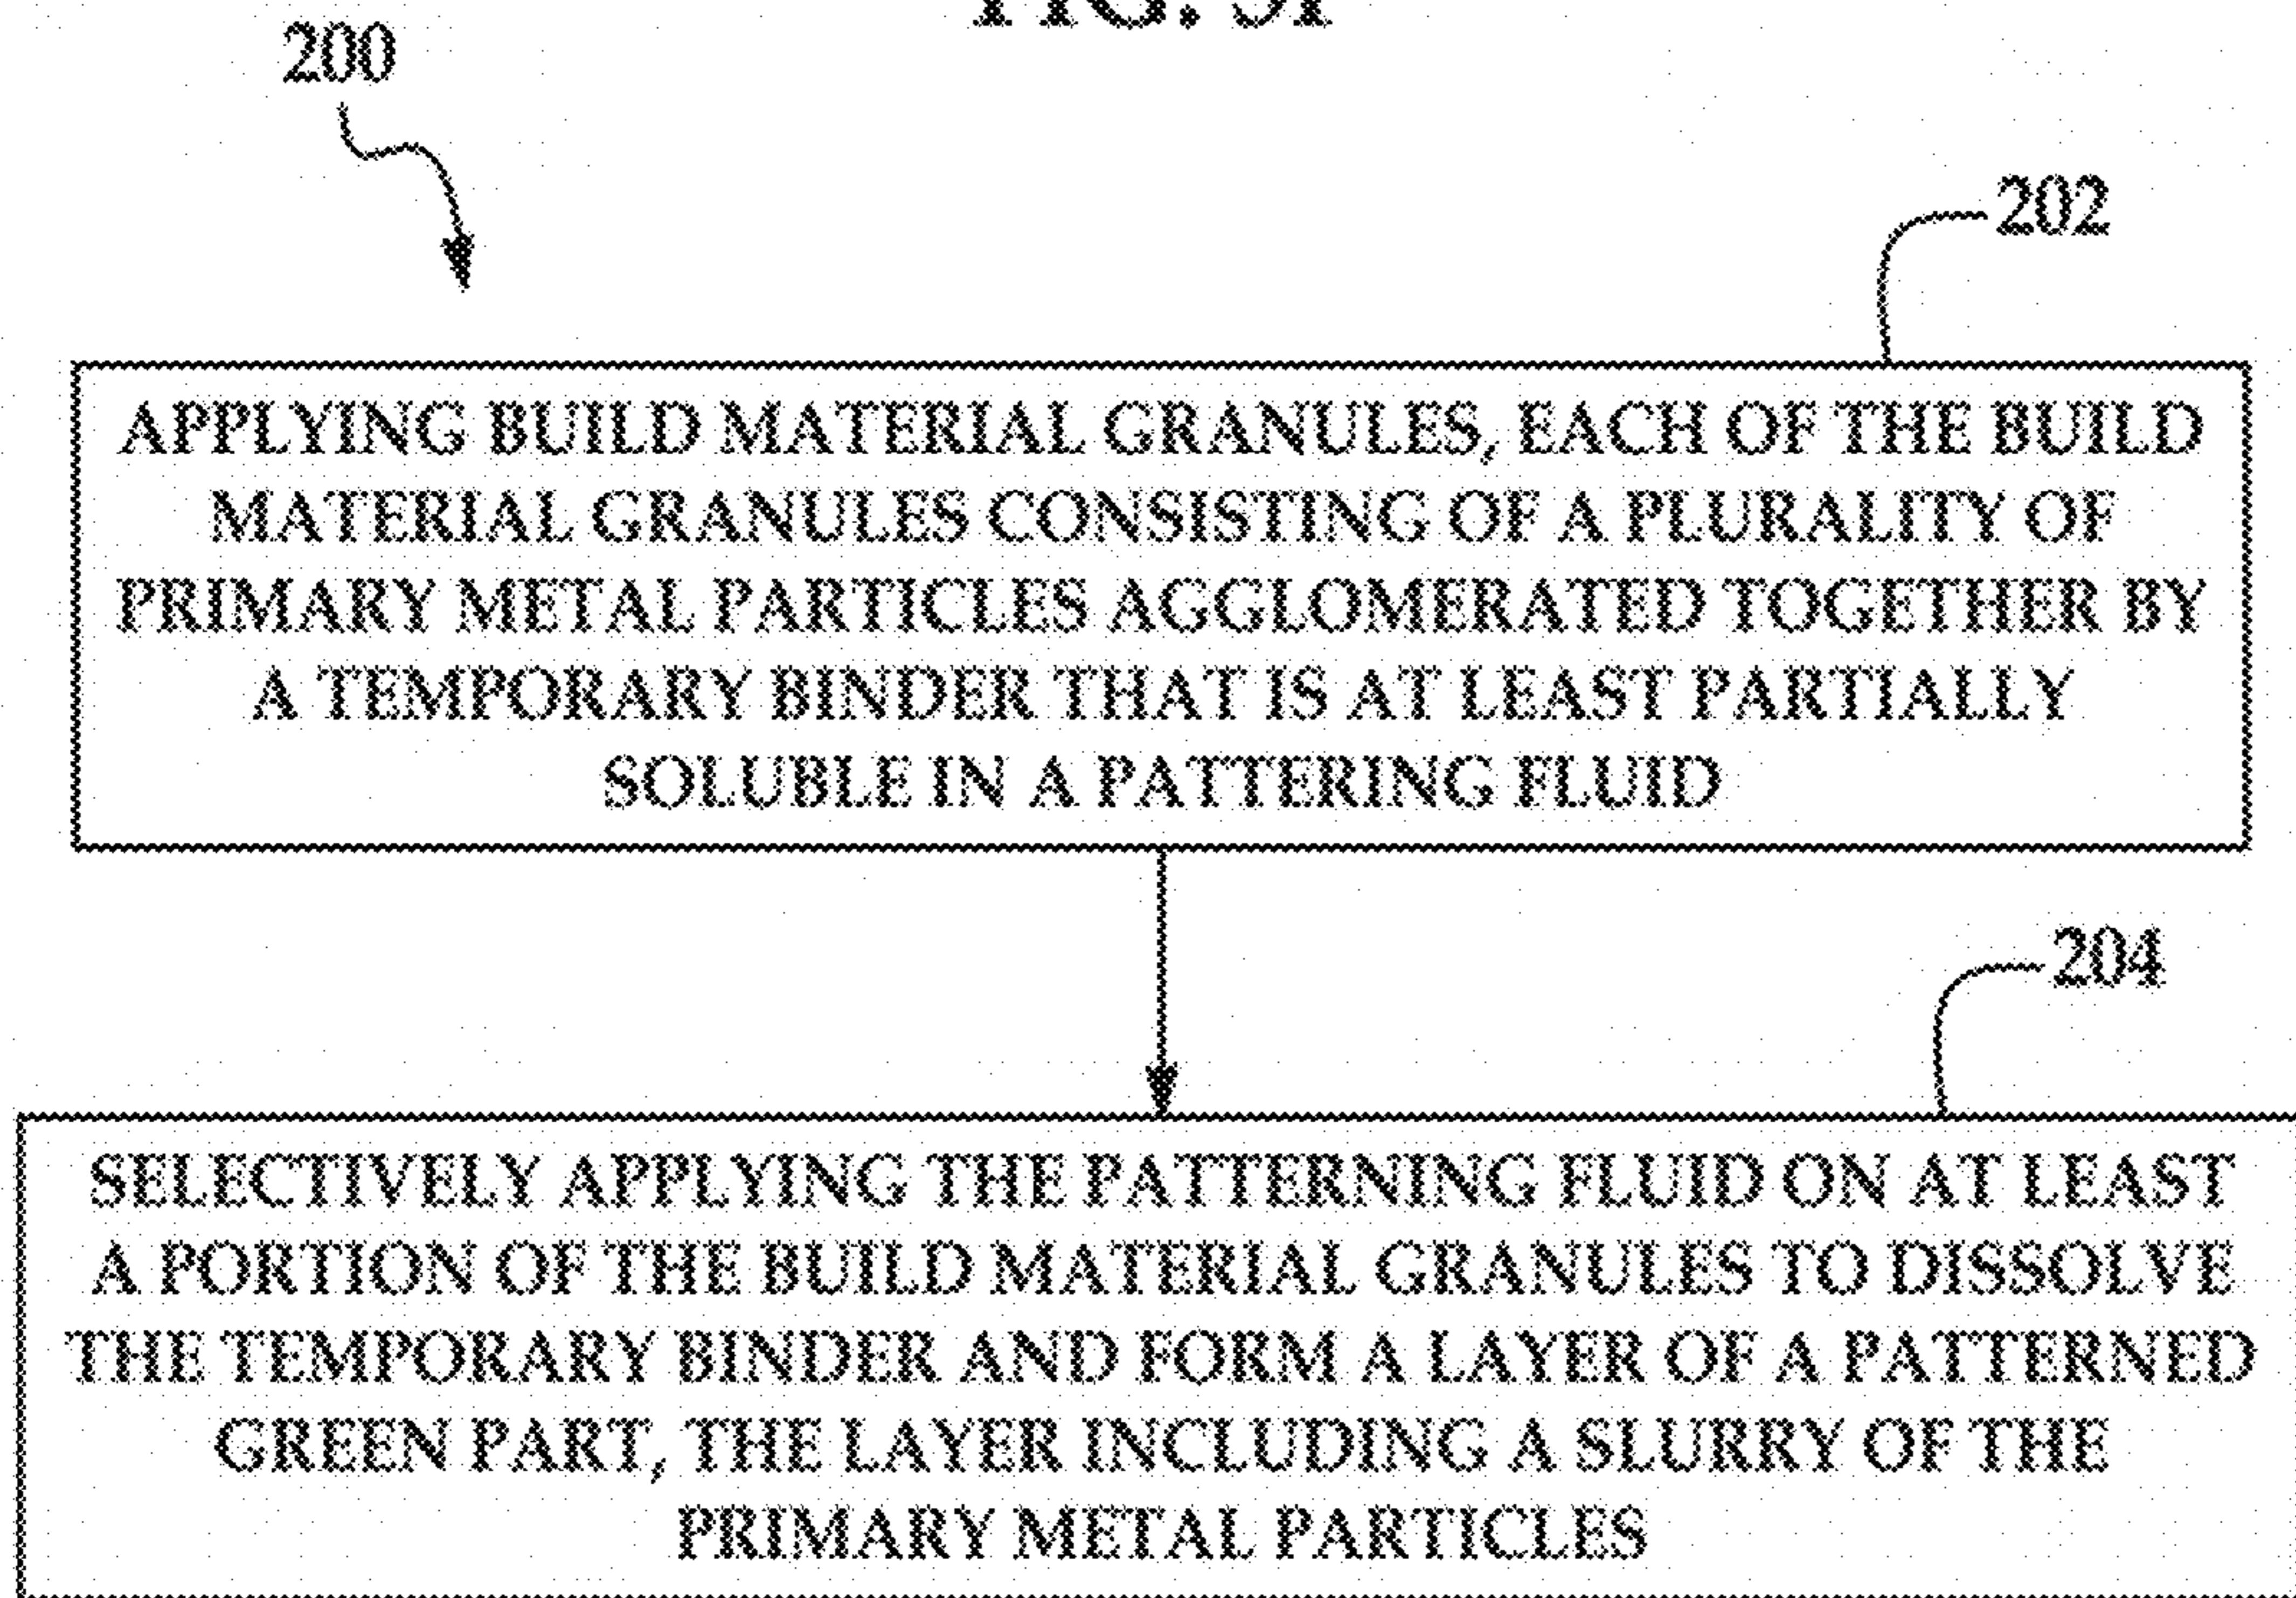 FIG.
200
202
APPLYING BUILD MATERIAL GRANULES, EACH OF THE BUILD
MATERIAL GRANULES CONSISTING OF A PLURALITY OF
PRIMARY METAL PARTICLES AGGLOMERATED TOGETHER BY
A TEMPORARY BINDER THAT IS AT LEAST PARTIALLY
SOLUBLE IN A PATTERING FLUID
204
SELECTIVELY APPLYING THE PATTERNING FLUID ON AT LEAST
A PORTION OF THE BUILD MATERIAL GRANULES TO DISSOLVE
THE TEMPORARY BINDER AND FORM A LAYER OF A PATTERNED
GREEN PART, THE LAYER INCLUDING A SLURRY OF THE
PRIMARY METAL PARTICLES